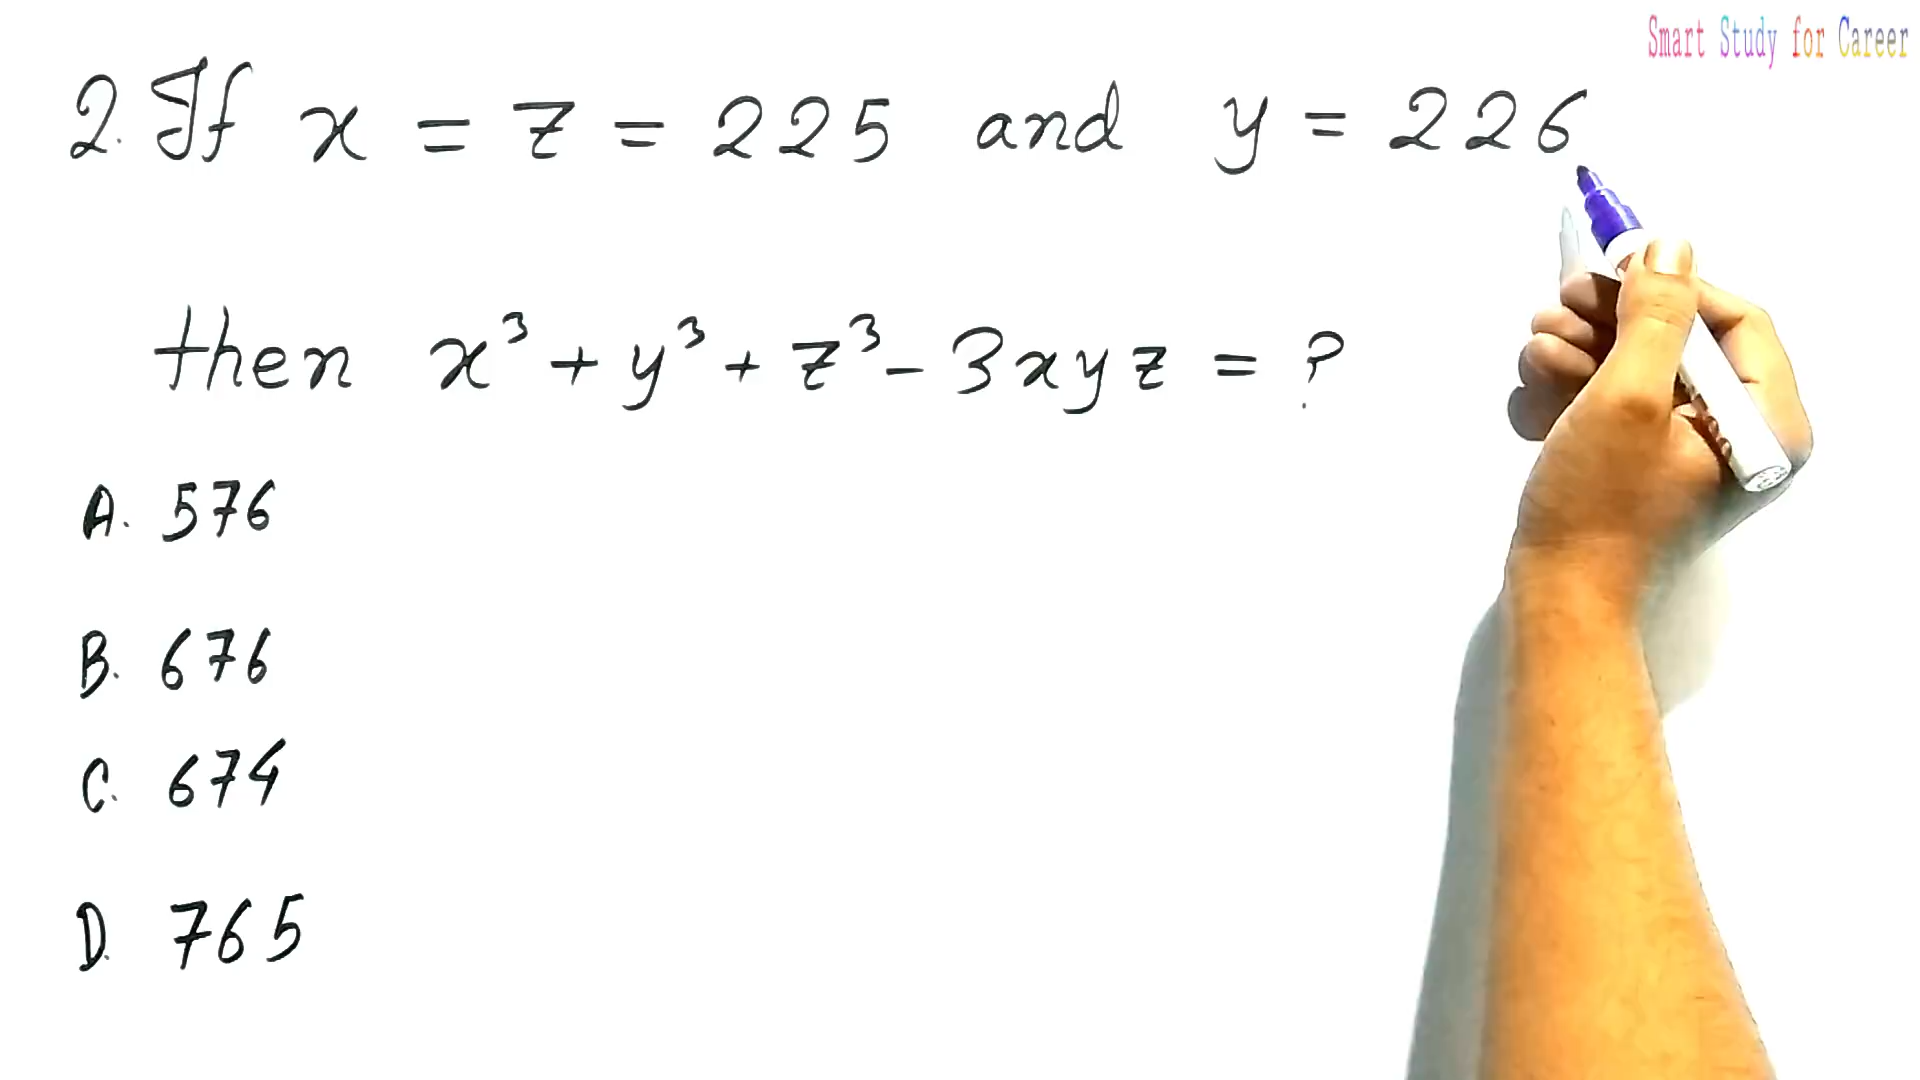 Smart Study for Career
2. If x = z = 225 and y = 226
then x³ + y³ + z³ - 3xyz = ?
A. 576
B. 676
C. 674
D. 765